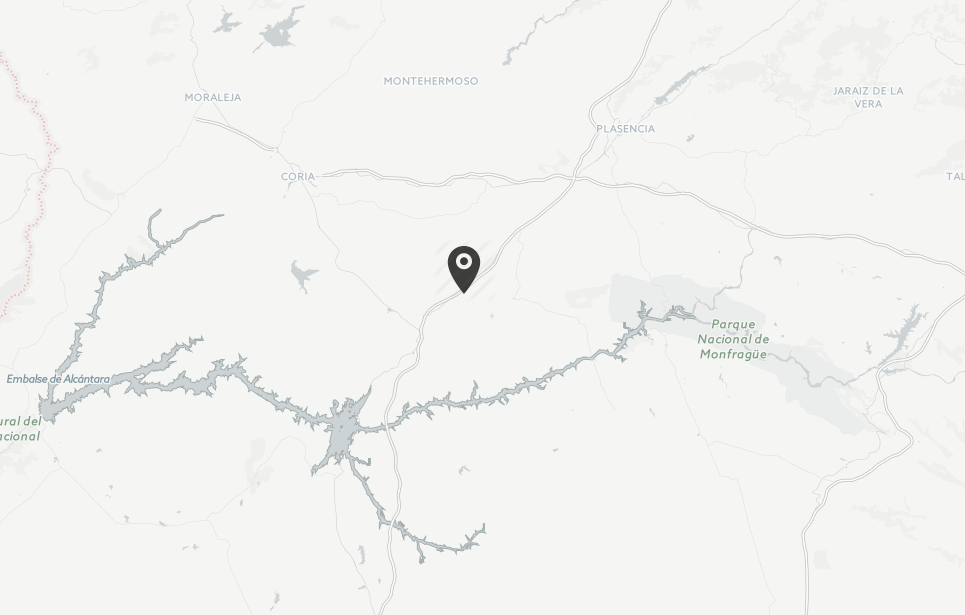 MONTEHERMOSO
MORALEJA
JARAIZ DE LA
VERA
PLASENCIA
CORIA
TAL
Parque
Nacional de
Monfragüe
Embalse de Alcántara
ural del
acional